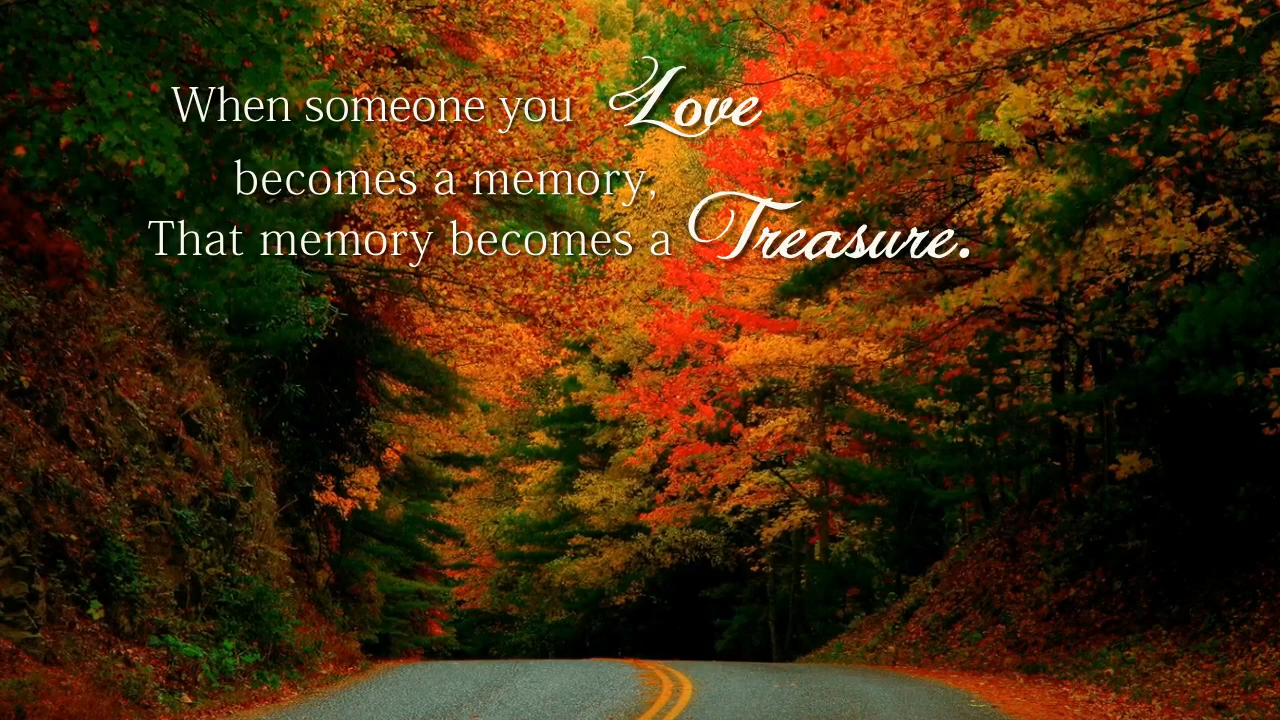 When someone you Love
becomes a memory,
That memory becomes a Treasure.